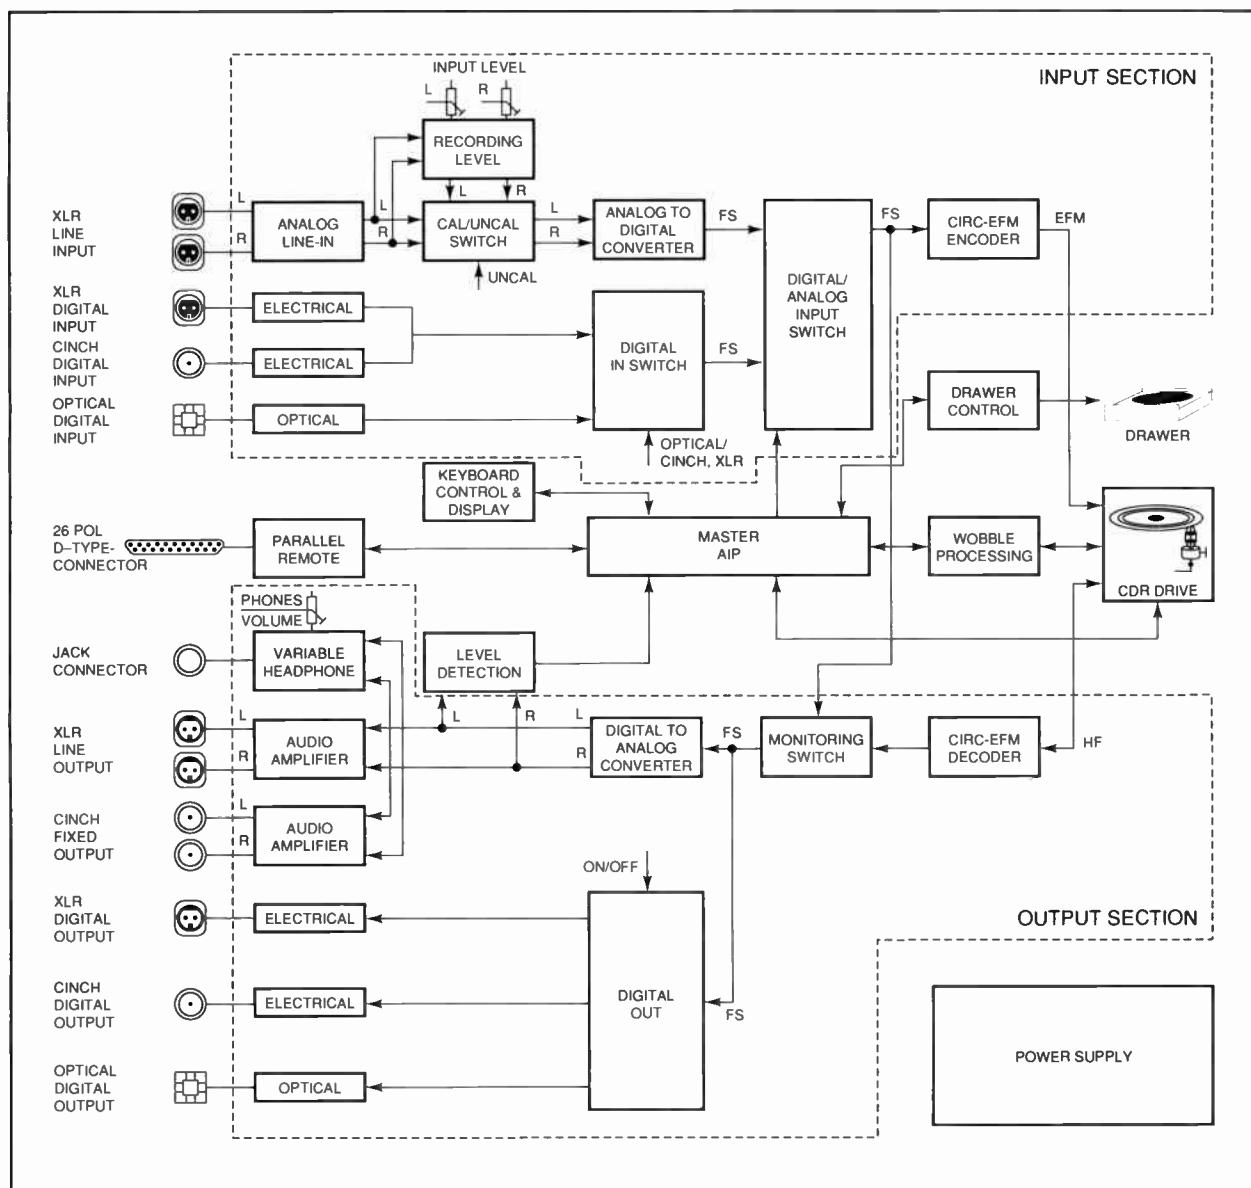 INPUT SECTION
INPUT LEVEL
L
R
RECORDING
LEVEL
L
R
XLR
LINE
INPUT
L
R
ANALOG
LINE-IN
L
R
CAL/UNCAL
SWITCH
UNCAL
L
R
ANALOG TO
DIGITAL
CONVERTER
FS
DIGITAL/
ANALOG
INPUT
SWITCH
FS
CIRC-EFM
ENCODER
EFM
XLR
DIGITAL
INPUT
ELECTRICAL
CINCH
DIGITAL
INPUT
ELECTRICAL
DIGITAL
IN SWITCH
FS
OPTICAL
DIGITAL
INPUT
OPTICAL
OPTICAL/
CINCH, XLR
DRAWER
CONTROL
DRAWER
KEYBOARD
CONTROL &
DISPLAY
26 POL
D–TYPE-
CONNECTOR
PARALLEL
REMOTE
MASTER
AIP
WOBBLE
PROCESSING
CDR DRIVE
PHONES
VOLUME
JACK
CONNECTOR
VARIABLE
HEADPHONE
LEVEL
DETECTION
XLR
LINE
OUTPUT
L
R
AUDIO
AMPLIFIER
L
R
L
R
DIGITAL TO
ANALOG
CONVERTER
FS
MONITORING
SWITCH
CIRC-EFM
DECODER
HF
CINCH
FIXED
OUTPUT
L
R
AUDIO
AMPLIFIER
ON/OFF
XLR
DIGITAL
OUTPUT
ELECTRICAL
OUTPUT SECTION
CINCH
DIGITAL
OUTPUT
ELECTRICAL
DIGITAL
OUT
FS
OPTICAL
DIGITAL
OUTPUT
OPTICAL
POWER SUPPLY